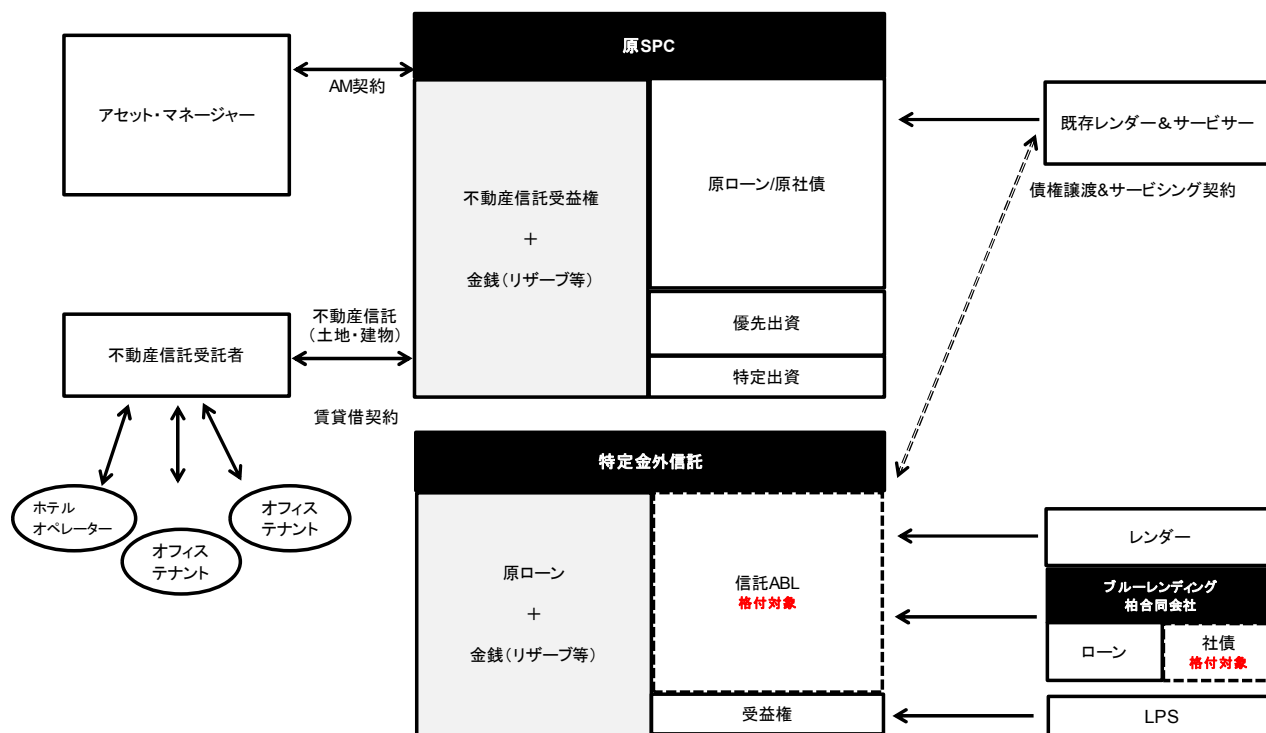 原SPC
アセット・マネージャー
AM契約
不動産信託受益権
+
金銭(リザーブ等)
原ローン/原社債
優先出資
特定出資
既存レンダー&サービサー
債権譲渡&サービシング契約
不動産信託
(土地・建物)
不動産信託受託者
賃貸借契約
ホテル
オペレーター
オフィス
テナント
オフィス
テナント
特定金外信託
原ローン
+
金銭(リザーブ等)
信託ABL
格付対象
受益権
レンダー
ブルーレンディング
柏合同会社
ローン
社債
格付対象
LPS